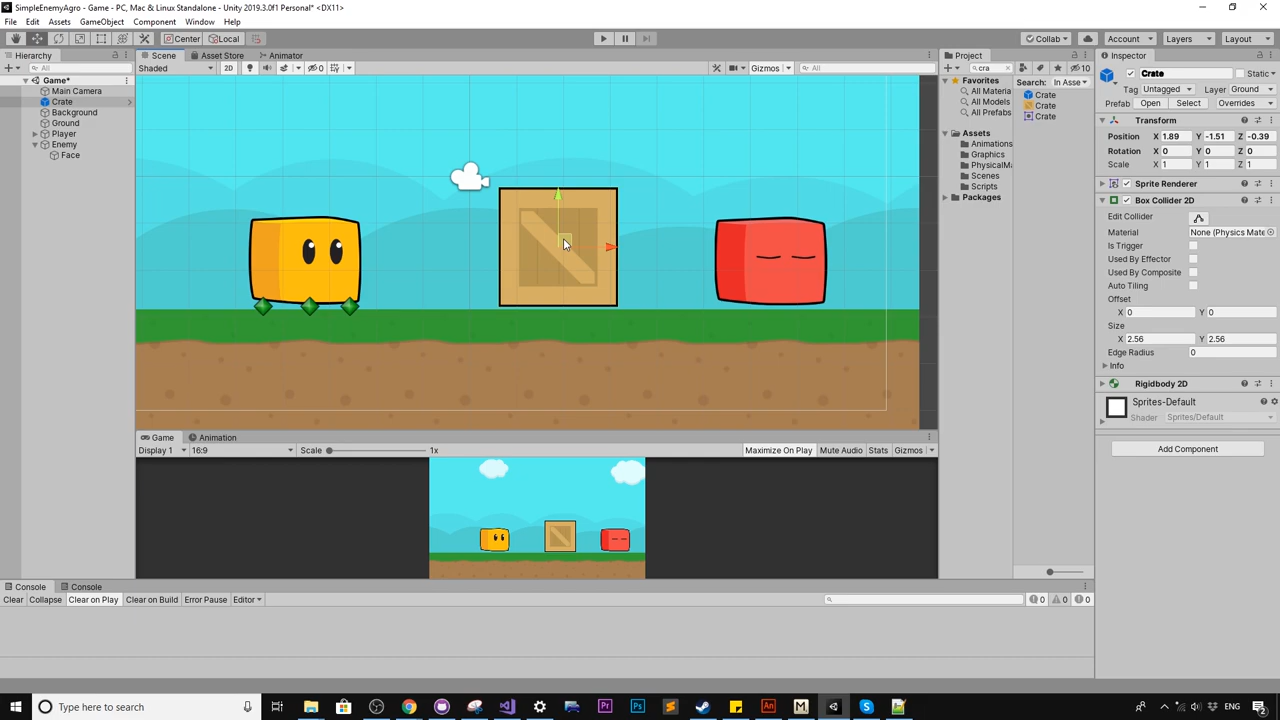 SimpleEnemyAgro - Game - PC, Mac & Linux Standalone - Unity 2019.3.0f1 Personal* <DX11>
File Edit Assets GameObject Component Window Help
Center Local
Collab Account Layers Layout
Hierarchy
All
Game*
Main Camera
Crate
Background
Ground
Player
Enemy
Face
Scene Asset Store Animator
Shaded 2D 0 Gizmos All
Game Animation
Display 1 16:9 Scale 1x Maximize On Play Mute Audio Stats Gizmos
Project
cra 10
Favorites
All Materia
All Models
All Prefabs
Assets
Animations
Graphics
PhysicalMa
Scenes
Scripts
Packages
Search: In Asse
Crate
Crate
Crate
Inspector
Crate Static
Tag Untagged Layer Ground
Prefab Open Select Overrides
Transform
Position X 1.89 Y -1.51 Z -0.39
Rotation X 0 Y 0 Z 0
Scale X 1 Y 1 Z 1
Sprite Renderer
Box Collider 2D
Edit Collider
Material None (Physics Mate
Is Trigger
Used By Effector
Used By Composite
Auto Tiling
Offset
X 0 Y 0
Size
X 2.56 Y 2.56
Edge Radius 0
Info
Rigidbody 2D
Sprites-Default
Shader Sprites/Default
Add Component
Console Console
Clear Collapse Clear on Play Clear on Build Error Pause Editor 0 0 0
Type here to search
ENG